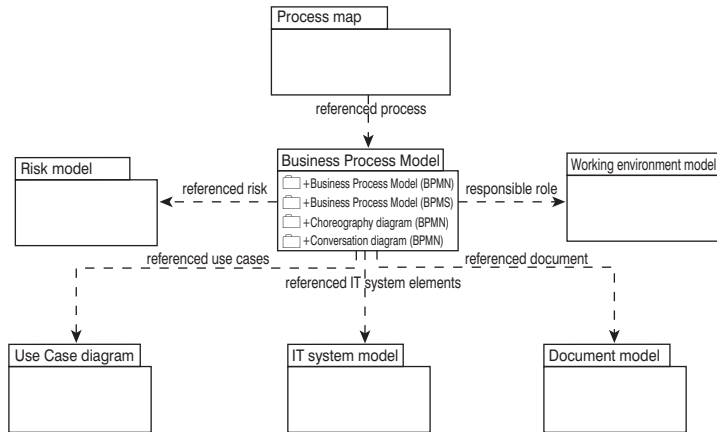 Process map
referenced process
Risk model
Business Process Model
Working environment model
+Business Process Model (BPMN)
+Business Process Model (BPMS)
+Choreography diagram (BPMN)
+Conversation diagram (BPMN)
referenced risk
responsible role
referenced use cases
referenced document
referenced IT system elements
Use Case diagram
IT system model
Document model